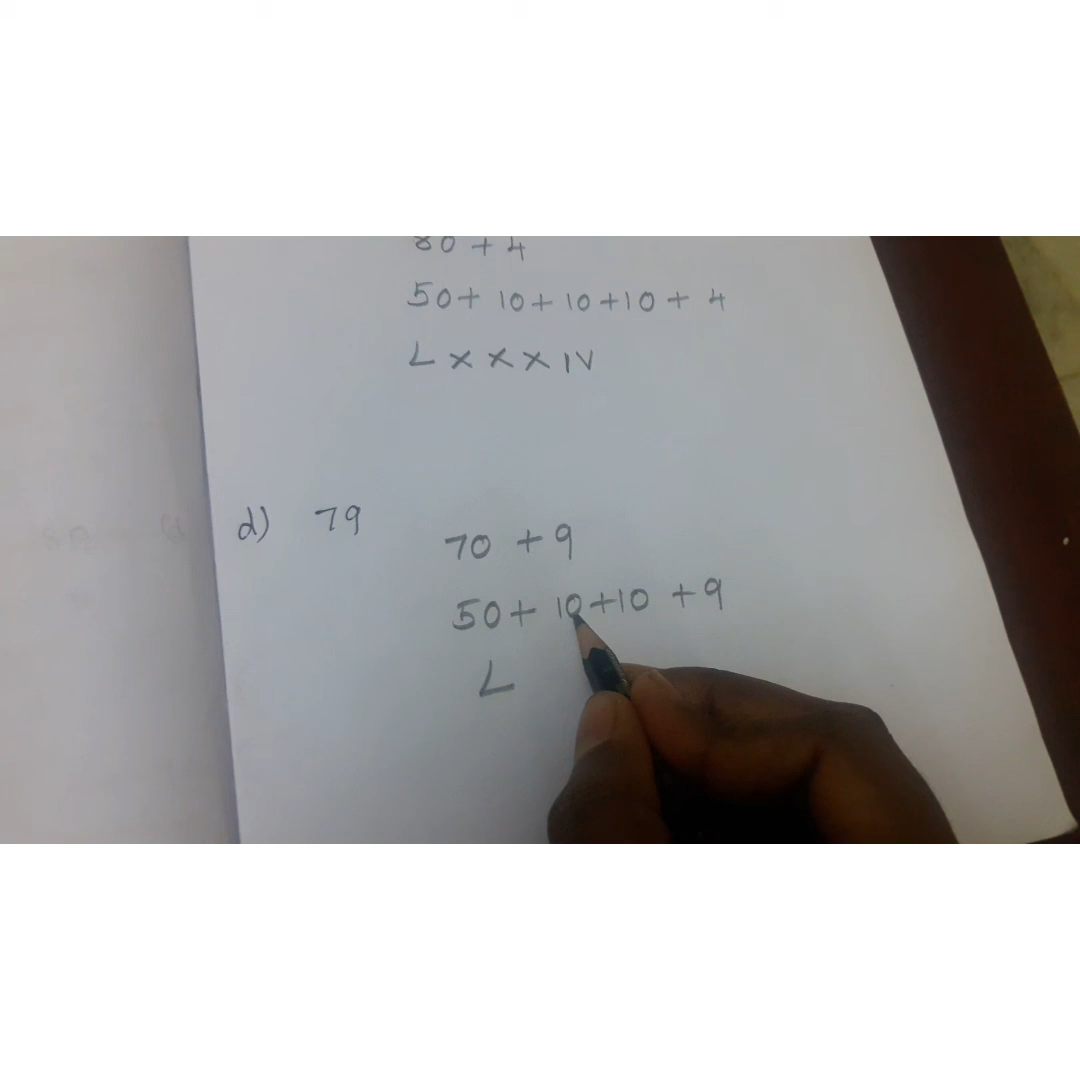 80 + 4
50 + 10 + 10 + 10 + 4
L X X X IV
d) 79
70 + 9
50 + 10 + 10 + 9
L